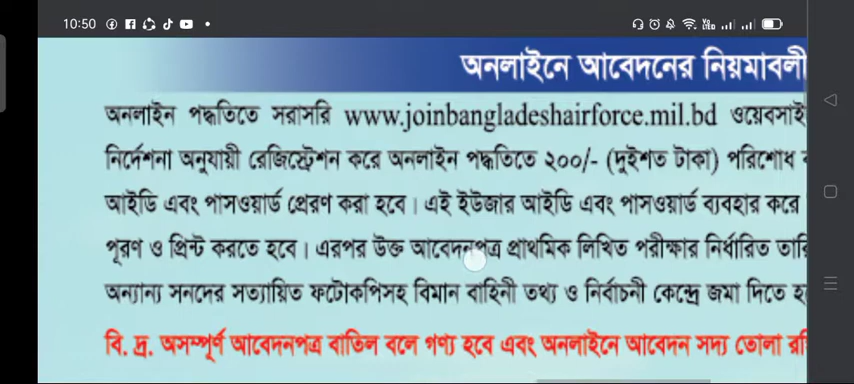 10:50
অনলাইনে আবেদনের নিয়মাবলী
অনলাইন পদ্ধতিতে সরাসরি www.joinbangladeshairforce.mil.bd ওয়েবসাই
নির্দেশনা অনুযায়ী রেজিস্ট্রেশন করে অনলাইন পদ্ধতিতে ২০০/- (দুইশত টাকা) পরিশোধ
আইডি এবং পাসওয়ার্ড প্রেরণ করা হবে। এই ইউজার আইডি এবং পাসওয়ার্ড ব্যবহার করে
পূরণ ও প্রিন্ট করতে হবে। এরপর উক্ত আবেদনপত্র প্রাথমিক লিখিত পরীক্ষার নির্ধারিত তারি
অন্যান্য সনদের সত্যায়িত ফটোকপিসহ বিমান বাহিনী তথ্য ও নির্বাচনী কেন্দ্রে জমা দিতে হ
বি. দ্র. অসম্পূর্ণ আবেদনপত্র বাতিল বলে গণ্য হবে এবং অনলাইনে আবেদন সদ্য তোলা রঙি